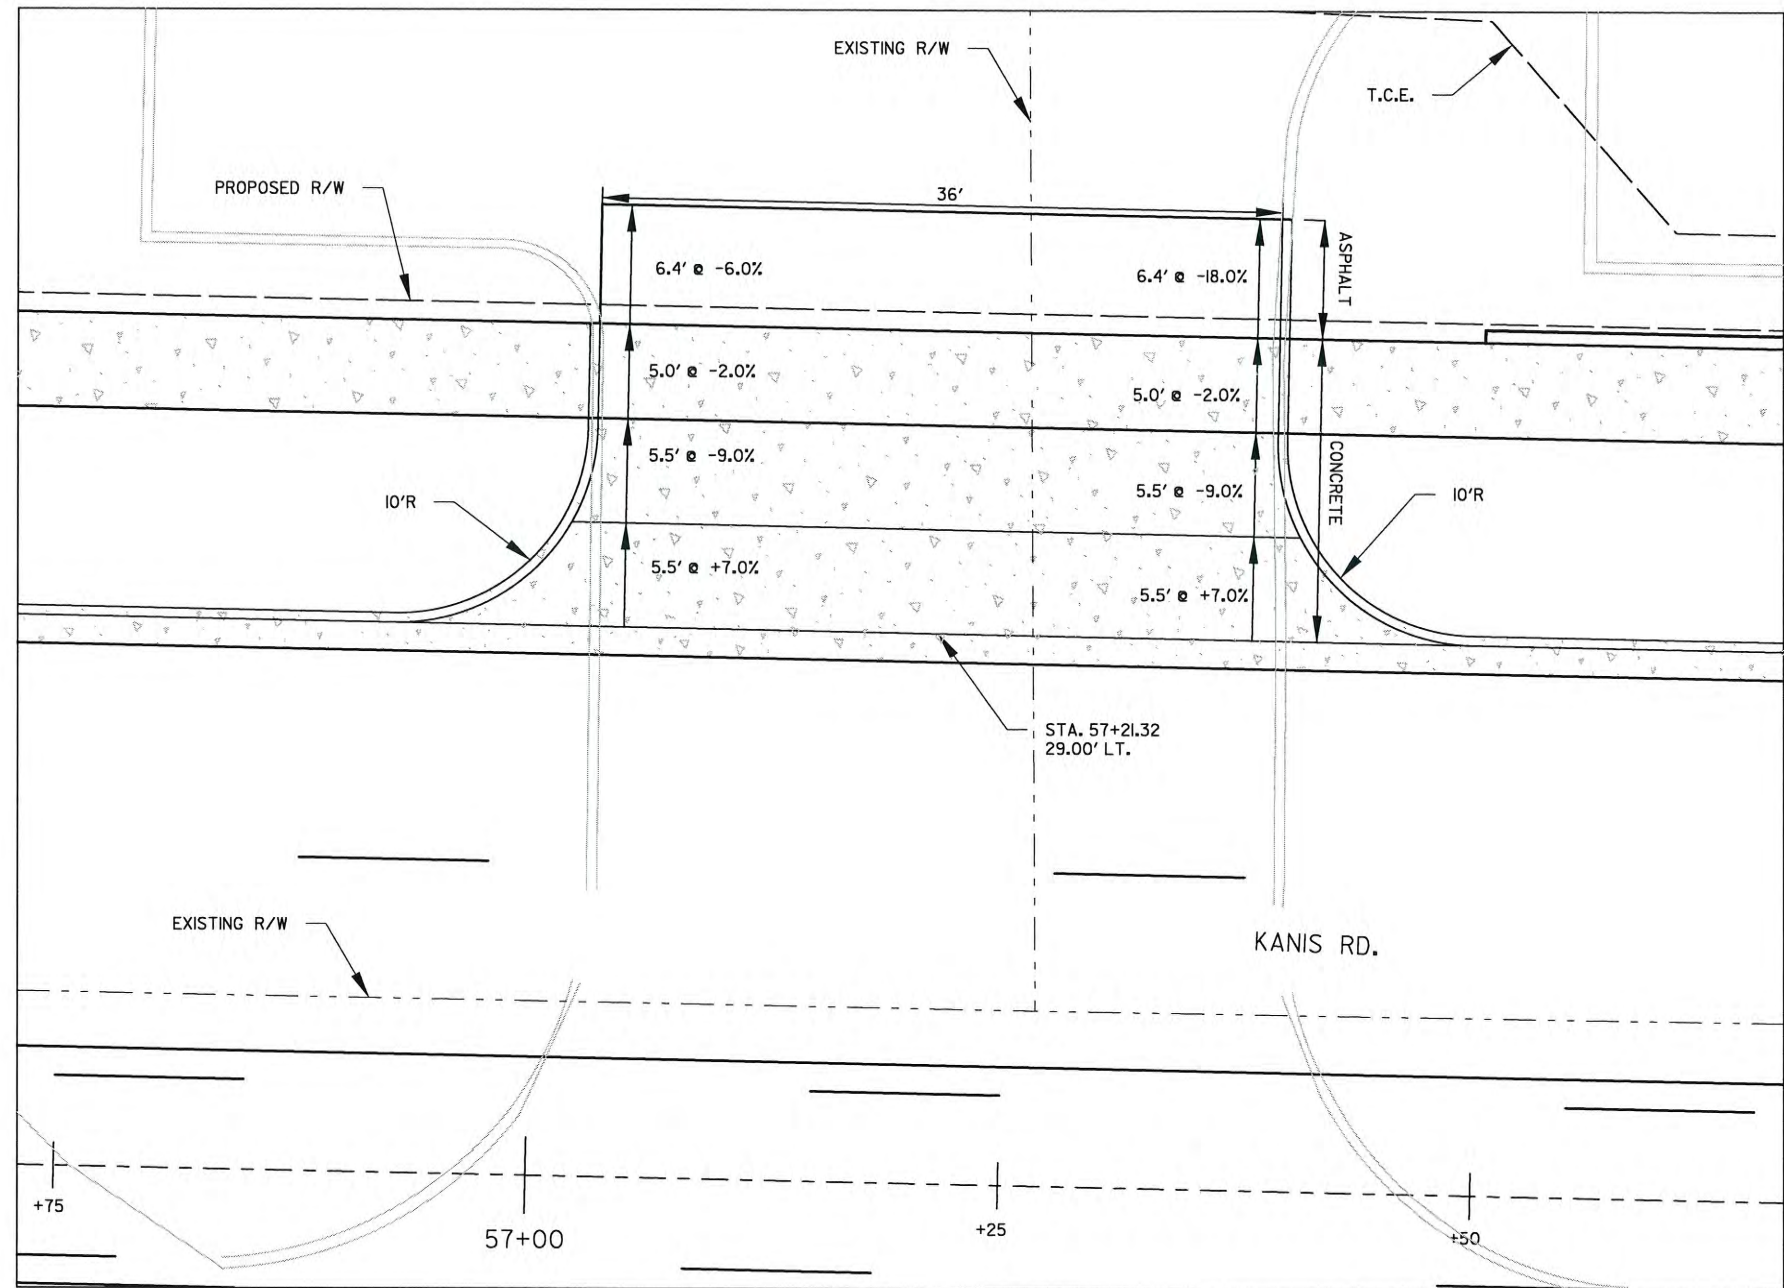 EXISTING R/W
T.C.E.
PROPOSED R/W
36'
ASPHALT
6.4' @ -6.0%
6.4' @ -18.0%
5.0' @ -2.0%
5.0' @ -2.0%
CONCRETE
5.5' @ -9.0%
5.5' @ -9.0%
10'R
10'R
5.5' @ +7.0%
5.5' @ +7.0%
STA. 57+21.32
29.00' LT.
EXISTING R/W
KANIS RD.
+75
57+00
+25
+50